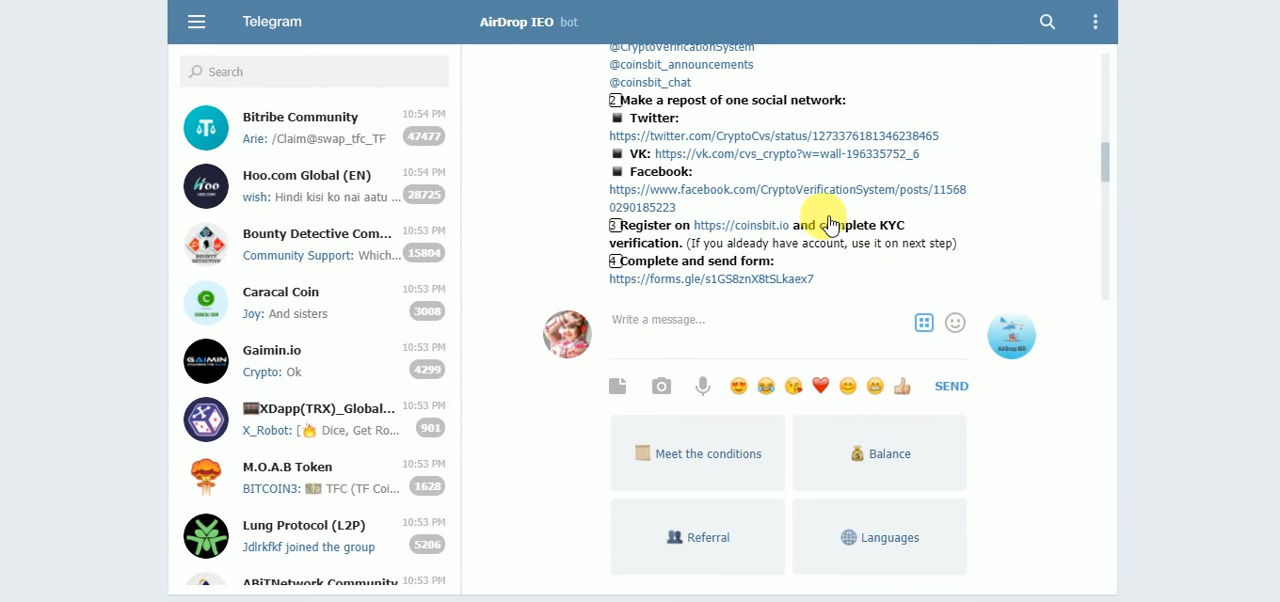 Telegram
AirDrop IEO bot
Search
Bitribe Community 10:54 PM
Arie: /Claim@swap_tfc_TF 47477
Hoo.com Global (EN) 10:54 PM
wish: Hindi kisi ko nai aatu ... 28725
Bounty Detective Com... 10:53 PM
Community Support: Which... 15804
Caracal Coin 10:53 PM
Joy: And sisters 3008
Gaimin.io 10:53 PM
Crypto: Ok 4299
XDapp(TRX)_Global... 10:53 PM
X_Robot: [🔥 Dice, Get Ro... 901
M.O.A.B Token 10:53 PM
BITCOIN3: 💵 TFC (TF Coi... 1628
Lung Protocol (L2P) 10:53 PM
Jdlrkfkf joined the group 5206
ABiTNetwork Community 10:53 PM
@CryptoVerificationSystem
@coinsbit_announcements
@coinsbit_chat
2 Make a repost of one social network:
◾ Twitter:
https://twitter.com/CryptoCvs/status/1273376181346238465
◾ VK: https://vk.com/cvs_crypto?w=wall-196335752_6
◾ Facebook:
https://www.facebook.com/CryptoVerificationSystem/posts/11568
0290185223
3 Register on https://coinsbit.io and complete KYC
verification. (If you aldeady have account, use it on next step)
4 Complete and send form:
https://forms.gle/s1GS8znX8tSLkaex7
Write a message...
😍 😂 😘 ❤️ 😊 😁 👍 SEND
📜 Meet the conditions
💰 Balance
👥 Referral
🌐 Languages